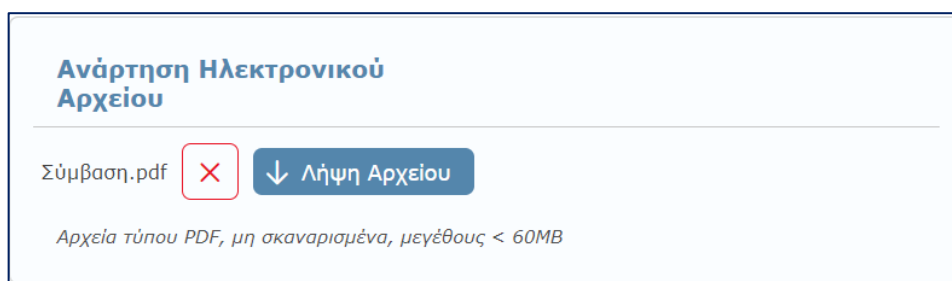 Ανάρτηση Ηλεκτρονικού
Αρχείου
Σύμβαση.pdf Λήψη Αρχείου
Αρχεία τύπου PDF, μη σκαναρισμένα, μεγέθους < 60MB